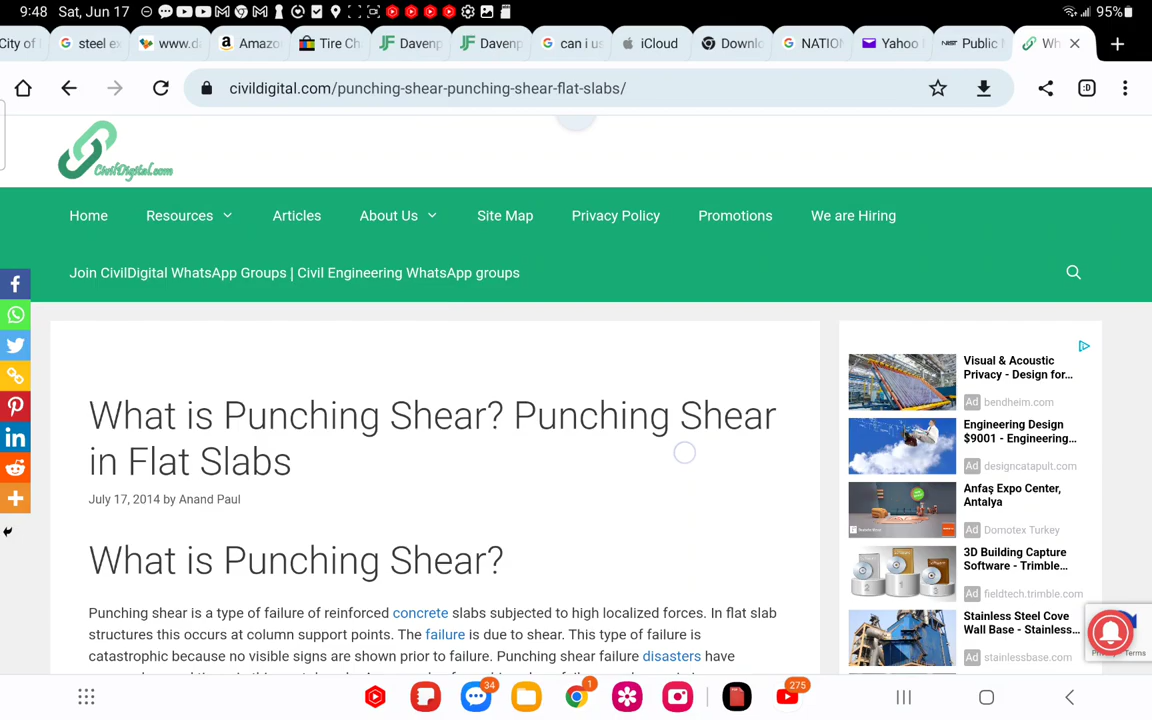 9:48 Sat, Jun 17
95%
City of
steel ex
www.da
Amazo
Tire Ch
Davenp
Davenp
can i us
iCloud
Downlo
NATION
Yahoo
Public
Wh
civildigital.com/punching-shear-punching-shear-flat-slabs/
CivilDigital.com
Home Resources Articles About Us Site Map Privacy Policy Promotions We are Hiring
Join CivilDigital WhatsApp Groups | Civil Engineering WhatsApp groups
What is Punching Shear? Punching Shear
in Flat Slabs
July 17, 2014 by Anand Paul
What is Punching Shear?
Punching shear is a type of failure of reinforced concrete slabs subjected to high localized forces. In flat slab
structures this occurs at column support points. The failure is due to shear. This type of failure is
catastrophic because no visible signs are shown prior to failure. Punching shear failure disasters have
Visual & Acoustic
Privacy - Design for...
Ad bendheim.com
Engineering Design
$9001 - Engineering...
Ad designcatapult.com
Anfaş Expo Center,
Antalya
Ad Domotex Turkey
3D Building Capture
Software - Trimble...
Ad fieldtech.trimble.com
Stainless Steel Cove
Wall Base - Stainless...
Ad stainlessbase.com
Terms
34
1
275